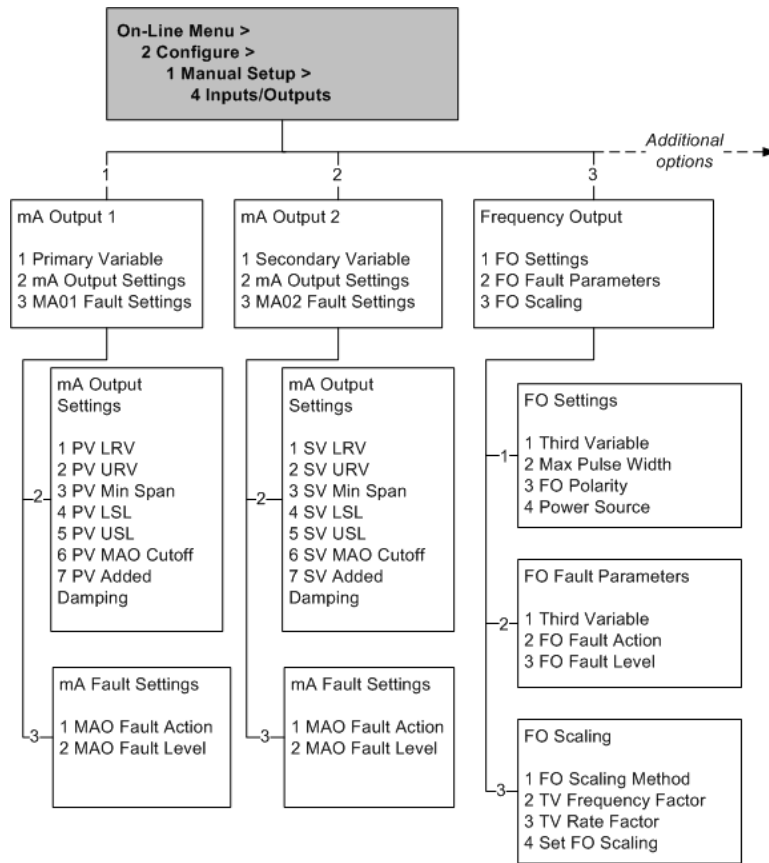 On-Line Menu >
2 Configure >
1 Manual Setup >
4 Inputs/Outputs
Additional
options
1
2
3
mA Output 1
1 Primary Variable
2 mA Output Settings
3 MA01 Fault Settings
mA Output 2
1 Secondary Variable
2 mA Output Settings
3 MA02 Fault Settings
Frequency Output
1 FO Settings
2 FO Fault Parameters
3 FO Scaling
2
mA Output
Settings
1 PV LRV
2 PV URV
3 PV Min Span
4 PV LSL
5 PV USL
6 PV MAO Cutoff
7 PV Added
Damping
3
mA Fault Settings
1 MAO Fault Action
2 MAO Fault Level
2
mA Output
Settings
1 SV LRV
2 SV URV
3 SV Min Span
4 SV LSL
5 SV USL
6 SV MAO Cutoff
7 SV Added
Damping
3
mA Fault Settings
1 MAO Fault Action
2 MAO Fault Level
1
FO Settings
1 Third Variable
2 Max Pulse Width
3 FO Polarity
4 Power Source
2
FO Fault Parameters
1 Third Variable
2 FO Fault Action
3 FO Fault Level
3
FO Scaling
1 FO Scaling Method
2 TV Frequency Factor
3 TV Rate Factor
4 Set FO Scaling